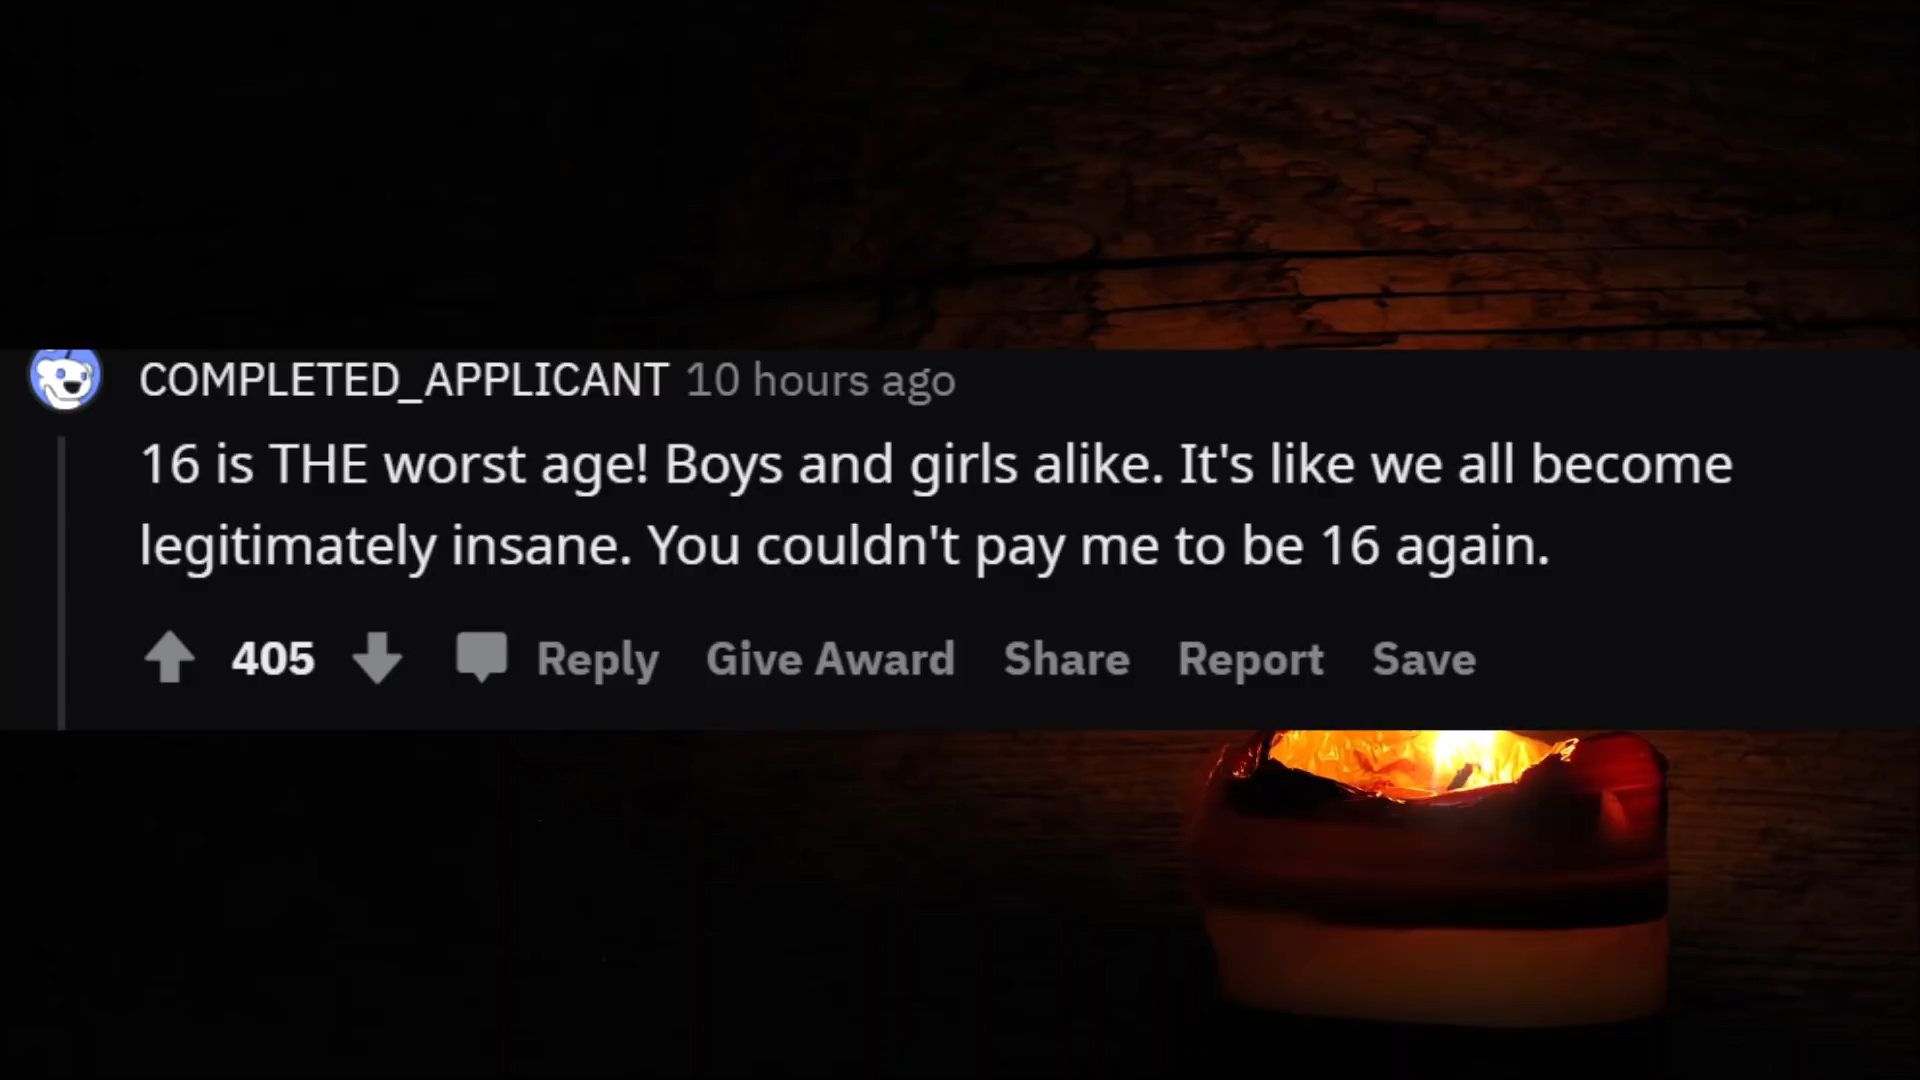 COMPLETED_APPLICANT 10 hours ago
16 is THE worst age! Boys and girls alike. It's like we all become
legitimately insane. You couldn't pay me to be 16 again.
405 Reply Give Award Share Report Save